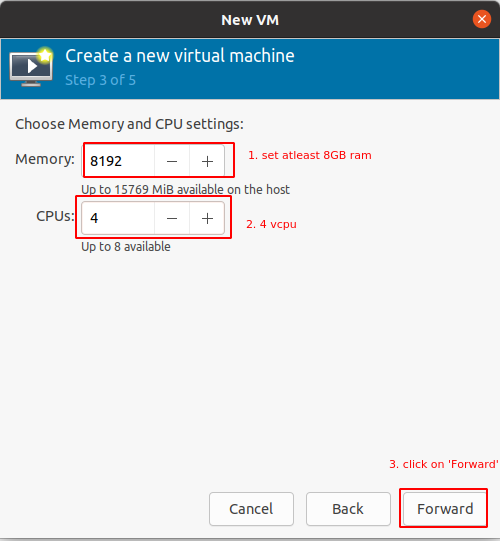 New VM
Create a new virtual machine
Step 3 of 5
Choose Memory and CPU settings:
Memory: 8192 − + 1. set atleast 8GB ram
Up to 15769 MiB available on the host
CPUs: 4 − + 2. 4 vcpu
Up to 8 available
3. click on 'Forward'
Cancel Back Forward